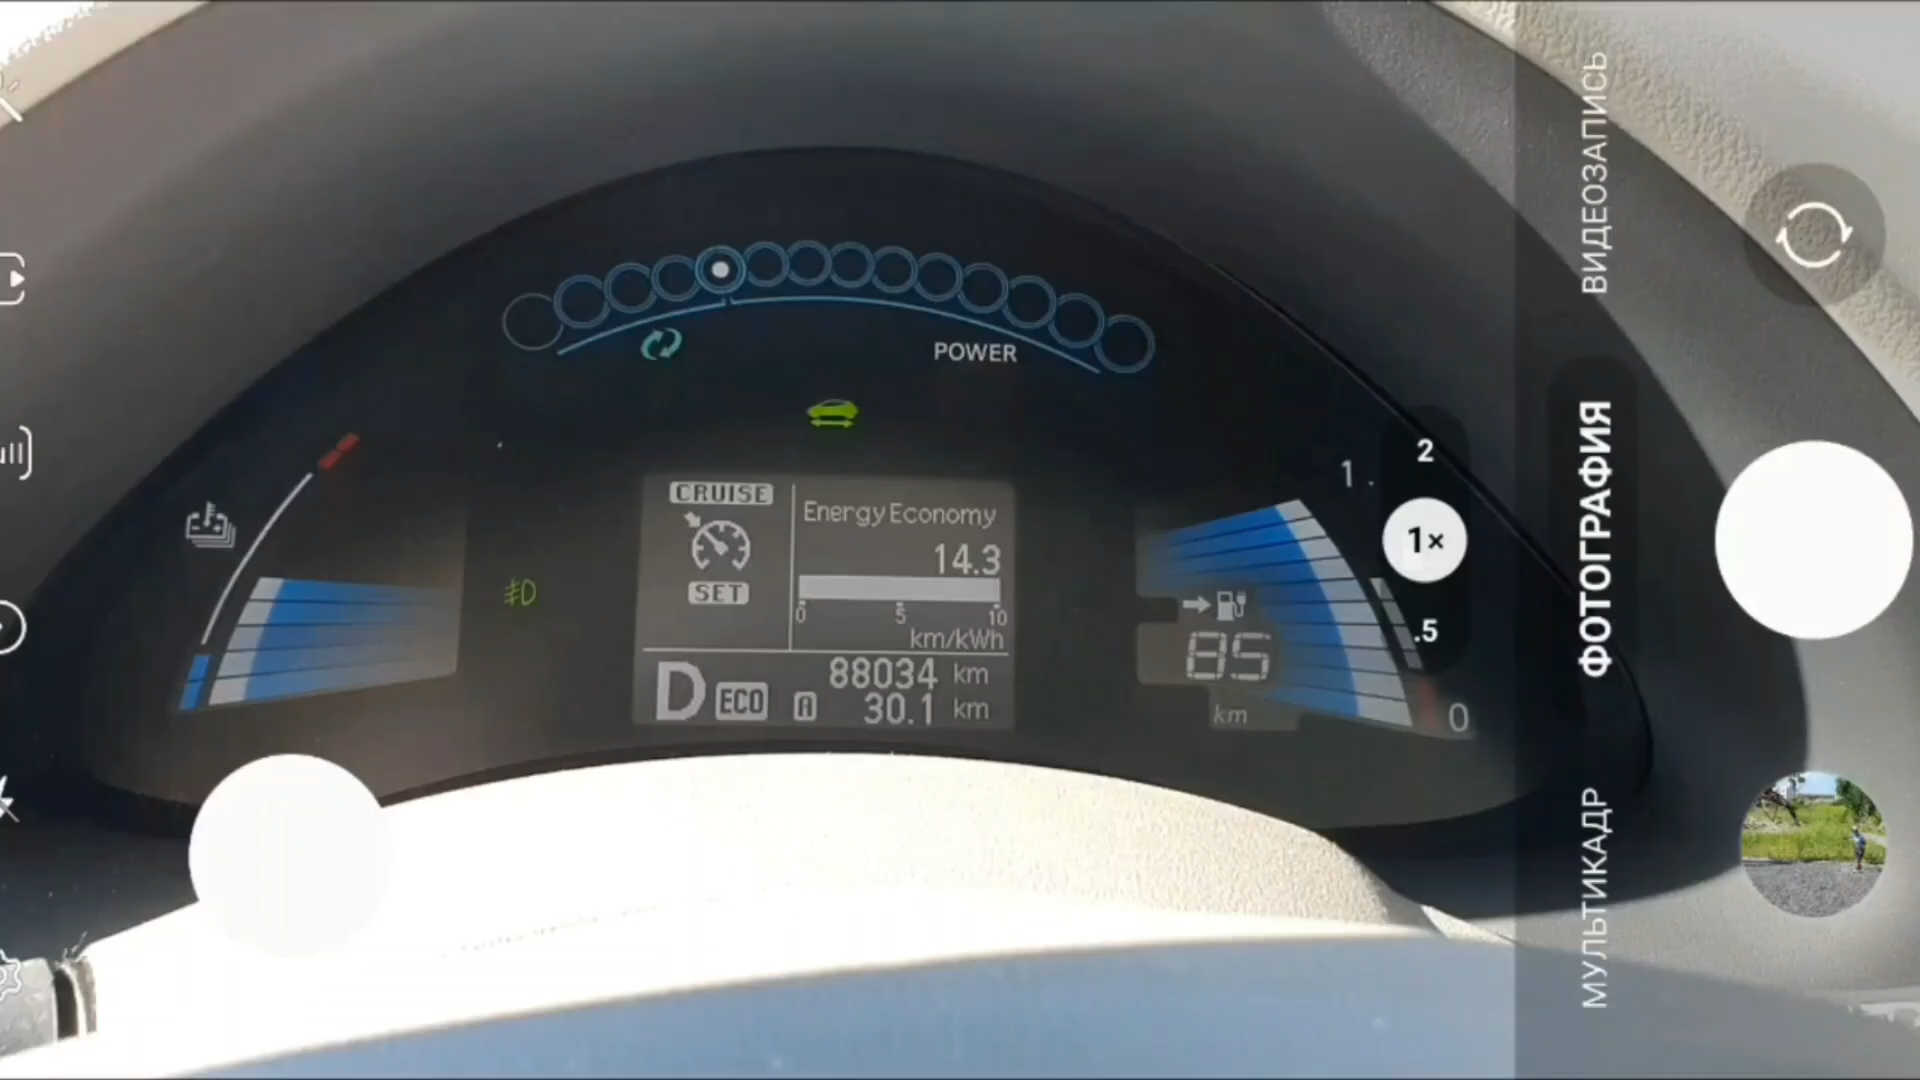 POWER
CRUISE
SET
Energy Economy
14.3
0 5 10
km/kWh
D ECO
88034 km
A 30.1 km
85
km
1
0
2
1×
.5
ВИДЕОЗАПИСЬ
ФОТОГРАФИЯ
МУЛЬТИКАДР